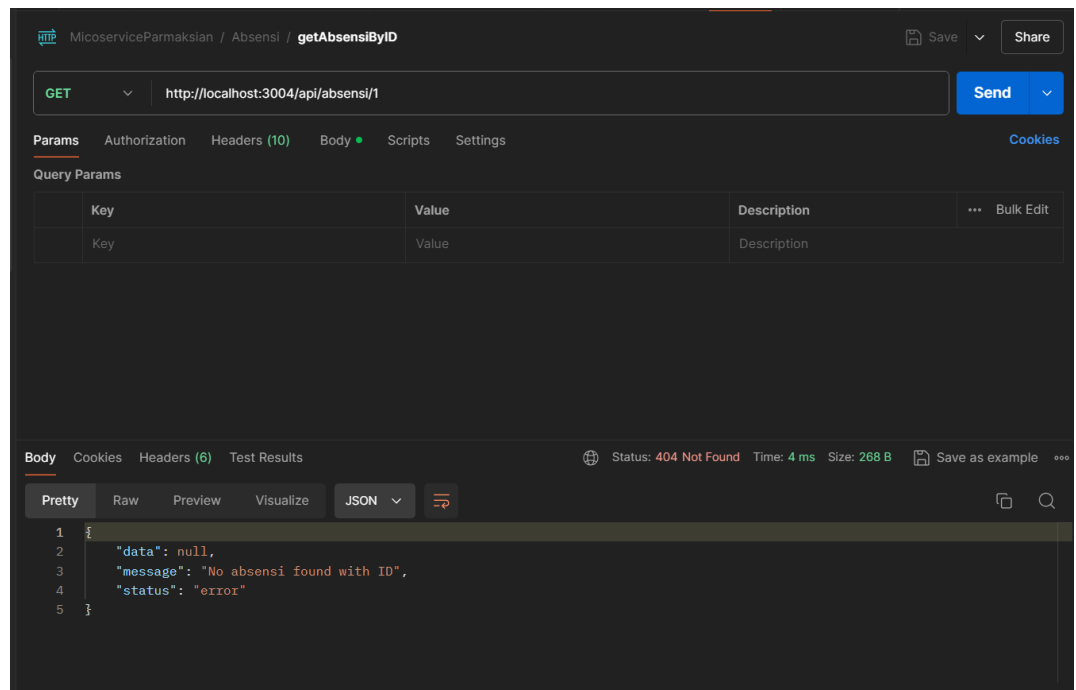 HTTP MicoserviceParmaksian / Absensi / getAbsensiByID Save Share
GET http://localhost:3004/api/absensi/1 Send
Params Authorization Headers (10) Body Scripts Settings Cookies
Query Params
Key Value Description ••• Bulk Edit
Key Value Description
Body Cookies Headers (6) Test Results Status: 404 Not Found Time: 4 ms Size: 268 B Save as example
Pretty Raw Preview Visualize JSON
1 {
2 "data": null,
3 "message": "No absensi found with ID",
4 "status": "error"
5 }